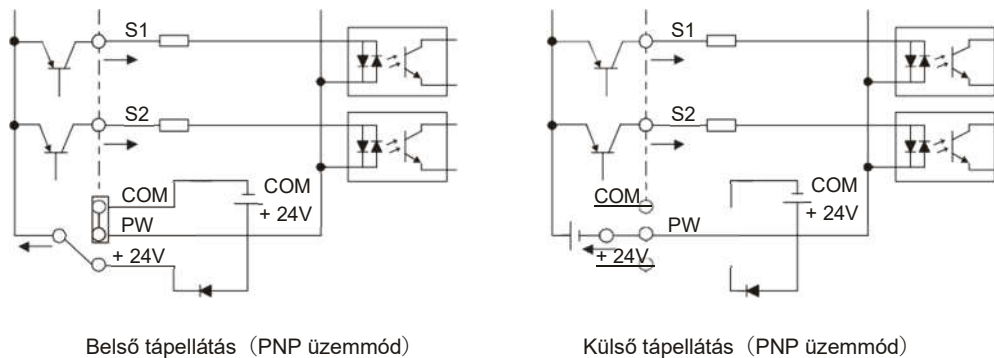 S1
S2
COM
PW
+ 24V
COM
+ 24V
Belső tápellátás（PNP üzemmód）
S1
S2
COM
PW
+ 24V
COM
+ 24V
Külső tápellátás（PNP üzemmód）